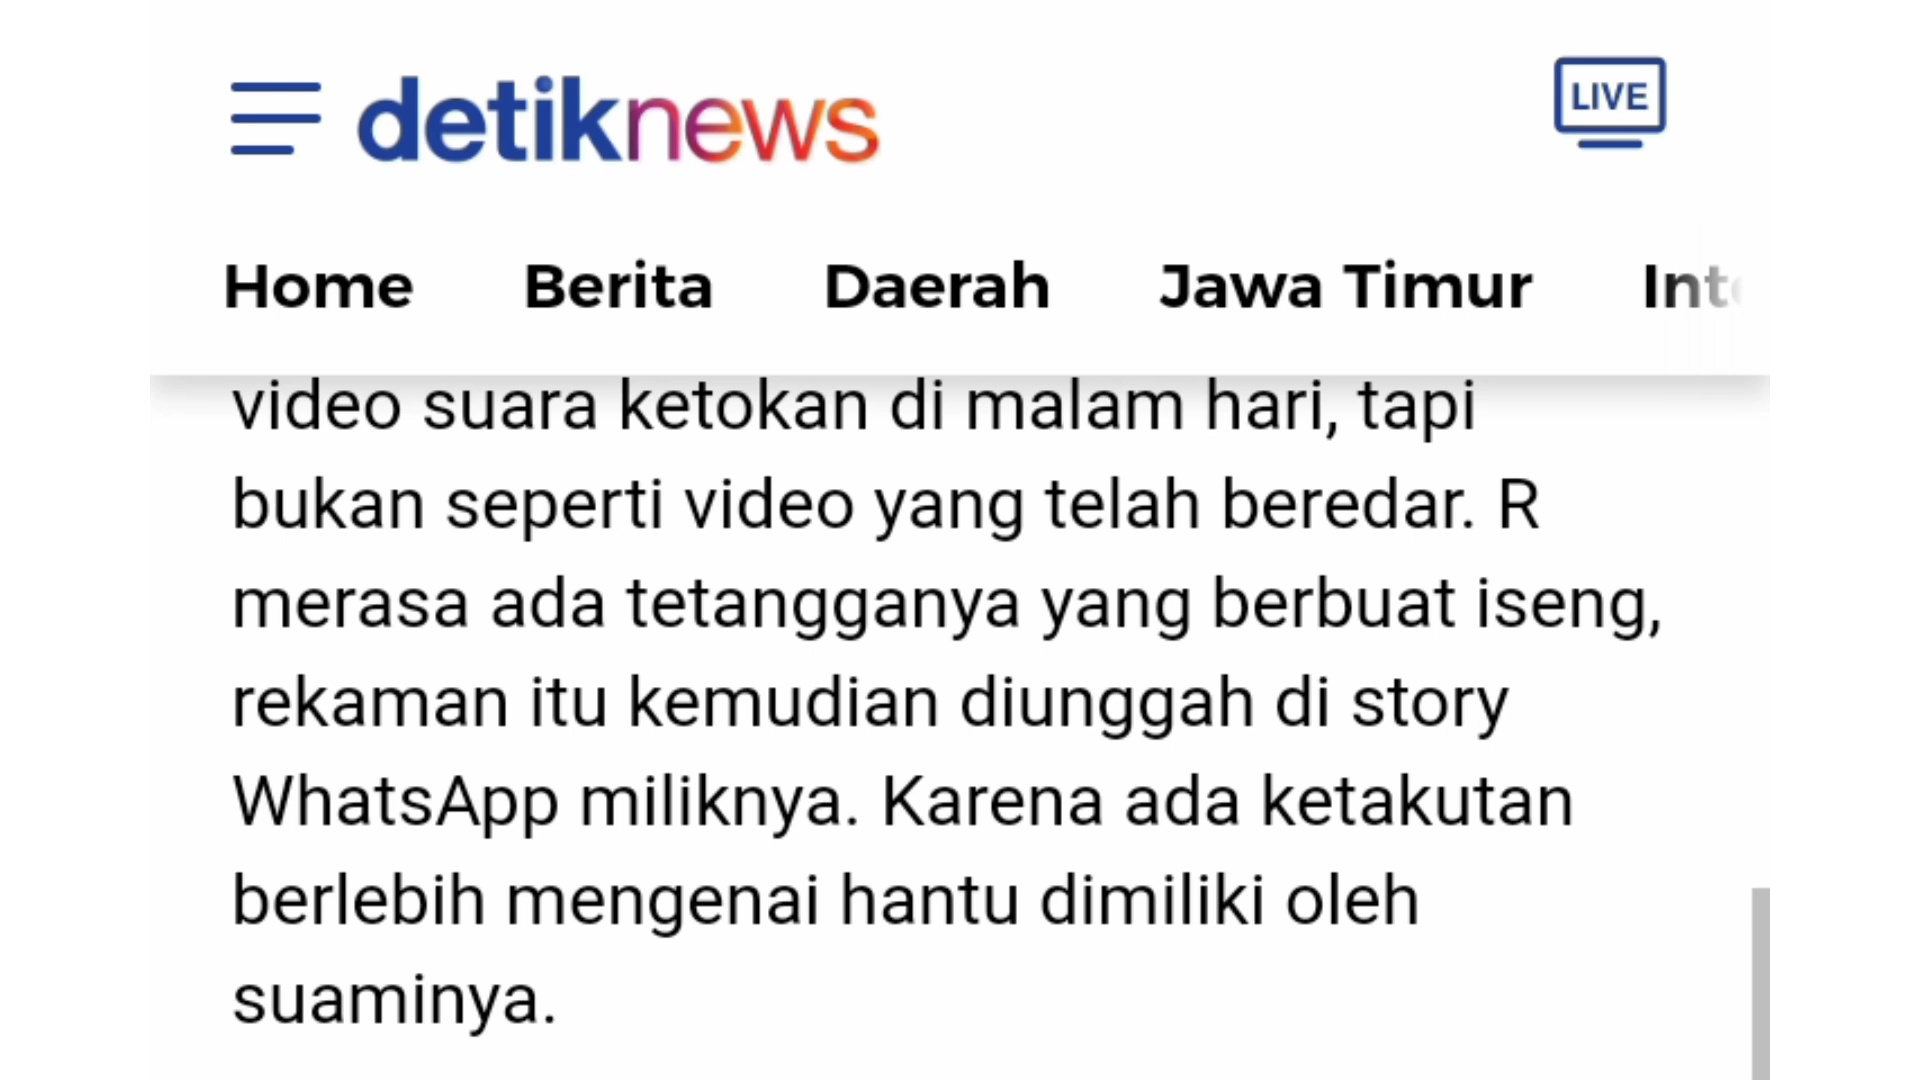 detiknews
LIVE
Home Berita Daerah Jawa Timur
video suara ketokan di malam hari, tapi
bukan seperti video yang telah beredar. R
merasa ada tetangganya yang berbuat iseng,
rekaman itu kemudian diunggah di story
WhatsApp miliknya. Karena ada ketakutan
berlebih mengenai hantu dimiliki oleh
suaminya.